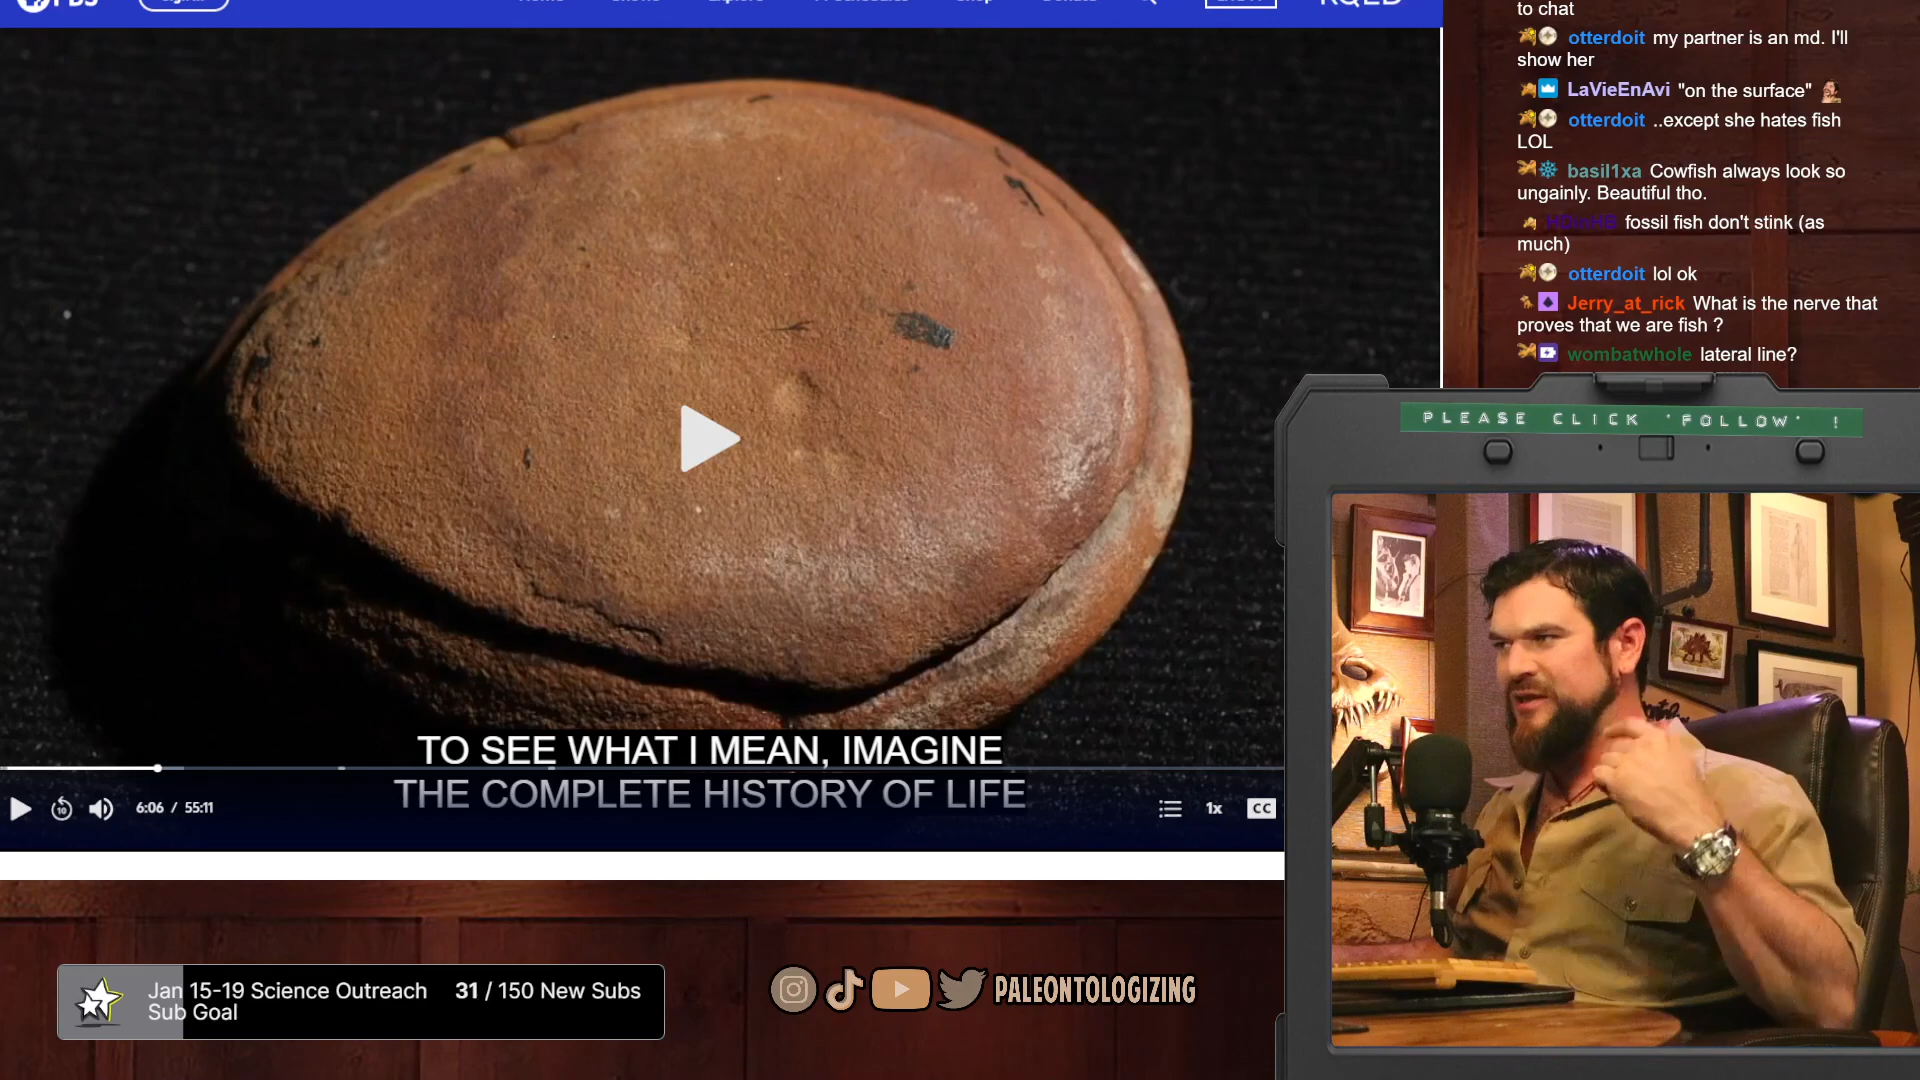 to chat
otterdoit my partner is an md. I'll
show her
LaVieEnAvi "on the surface"
otterdoit ..except she hates fish
LOL
basil1xa Cowfish always look so
ungainly. Beautiful tho.
fossil fish don't stink (as
much)
otterdoit lol ok
Jerry_at_rick What is the nerve that
proves that we are fish ?
wombatwhole lateral line?
PLEASE CLICK "FOLLOW" !
TO SEE WHAT I MEAN, IMAGINE
THE COMPLETE HISTORY OF LIFE
10
6:06 / 55:11
1x
CC
Jan 15-19 Science Outreach
Sub Goal
31 / 150 New Subs
PALEONTOLOGIZING